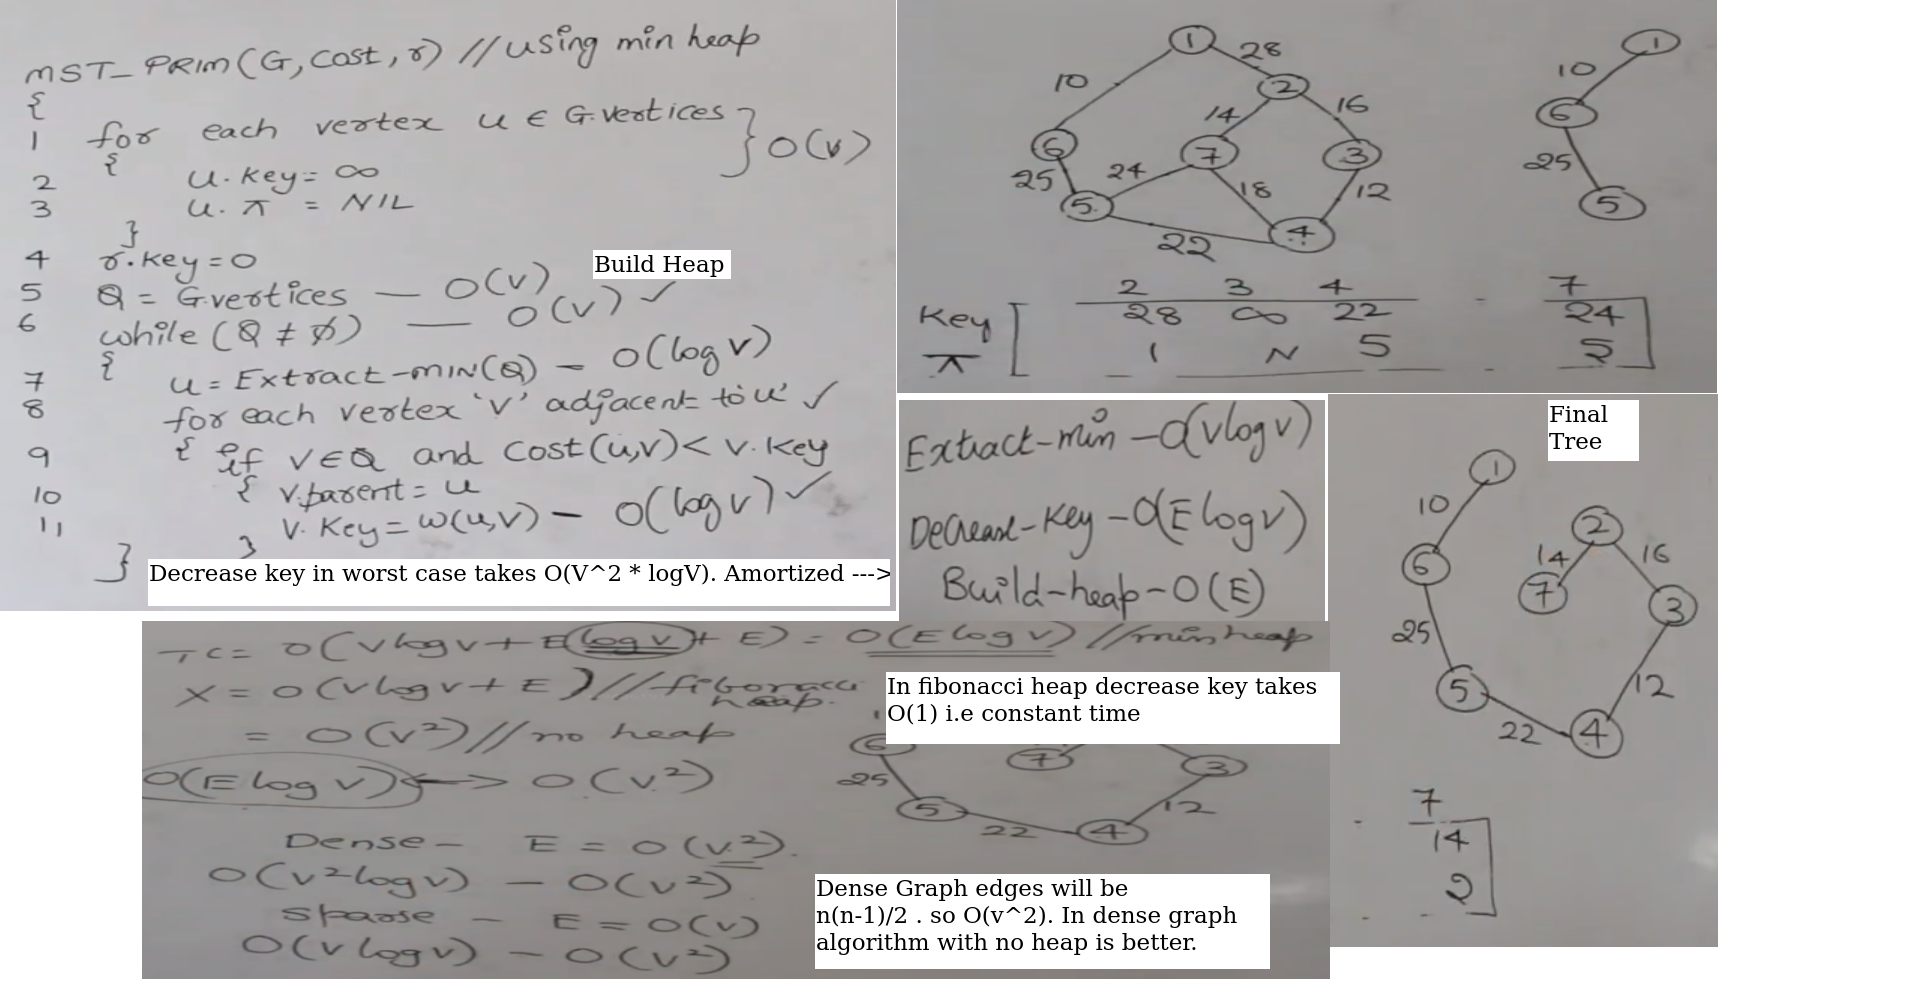 MST_PRIM(G, cost, r) // using min heap
{
1 for each vertex u ∈ G.vertices } O(v)
{
2 u.key = ∞
3 u.π = NIL
}
4 r.key = 0
Build Heap
5 Q = G.vertices — O(v)
6 while (Q ≠ ∅) — O(v) ✓
{
7 u = Extract-min(Q) — O(log v)
8 for each vertex 'v' adjacent to 'u' ✓
9 { if v ∈ Q and cost(u,v) < v.key
10 { v.parent = u
11 v.key = w(u,v) — O(log v) ✓
}
}
Decrease key in worst case takes O(V^2 * logV). Amortized --->
1
28
10
2
14
16
6
7
3
25
24
18
12
5
4
22
1
10
6
25
5
2 3 4 - 7
Key [ 28 ∞ 22 24 ]
π 1 N 5 5
Extract-min — O(v log v)
Decrease-key — O(E log v)
Build-heap — O(E)
Final
Tree
1
10
2
6
14
16
7
3
25
5
12
22
4
7
14
2
TC = O(v log v + E log v + E) = O(E log v) // min heap
X = O(v log v + E) // fibonacci
heap.
In fibonacci heap decrease key takes
O(1) i.e constant time
= O(v²) // no heap
O(E log v) <—> O(v²)
6
7
3
25
5
12
22
4
Dense — E = O(v²).
O(v² log v) — O(v²)
Sparse — E = O(v)
O(v log v) — O(v²)
Dense Graph edges will be
n(n-1)/2 . so O(v^2). In dense graph
algorithm with no heap is better.